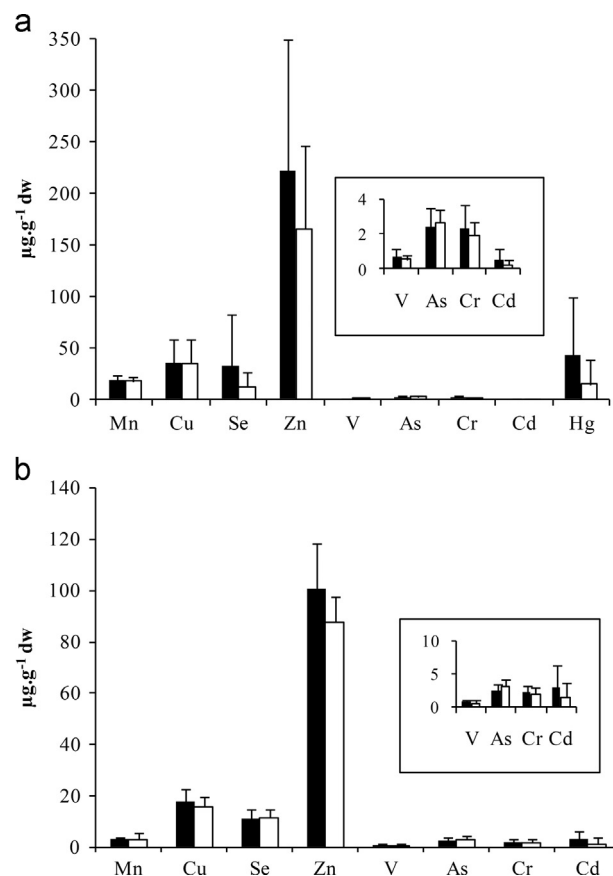 a
350
300
250
200
150
100
50
0
µg.g⁻¹ dw
4
2
0
V As Cr Cd
Mn Cu Se Zn V As Cr Cd Hg
b
140
120
100
80
60
40
20
0
µg.g⁻¹ dw
10
5
0
V As Cr Cd
Mn Cu Se Zn V As Cr Cd